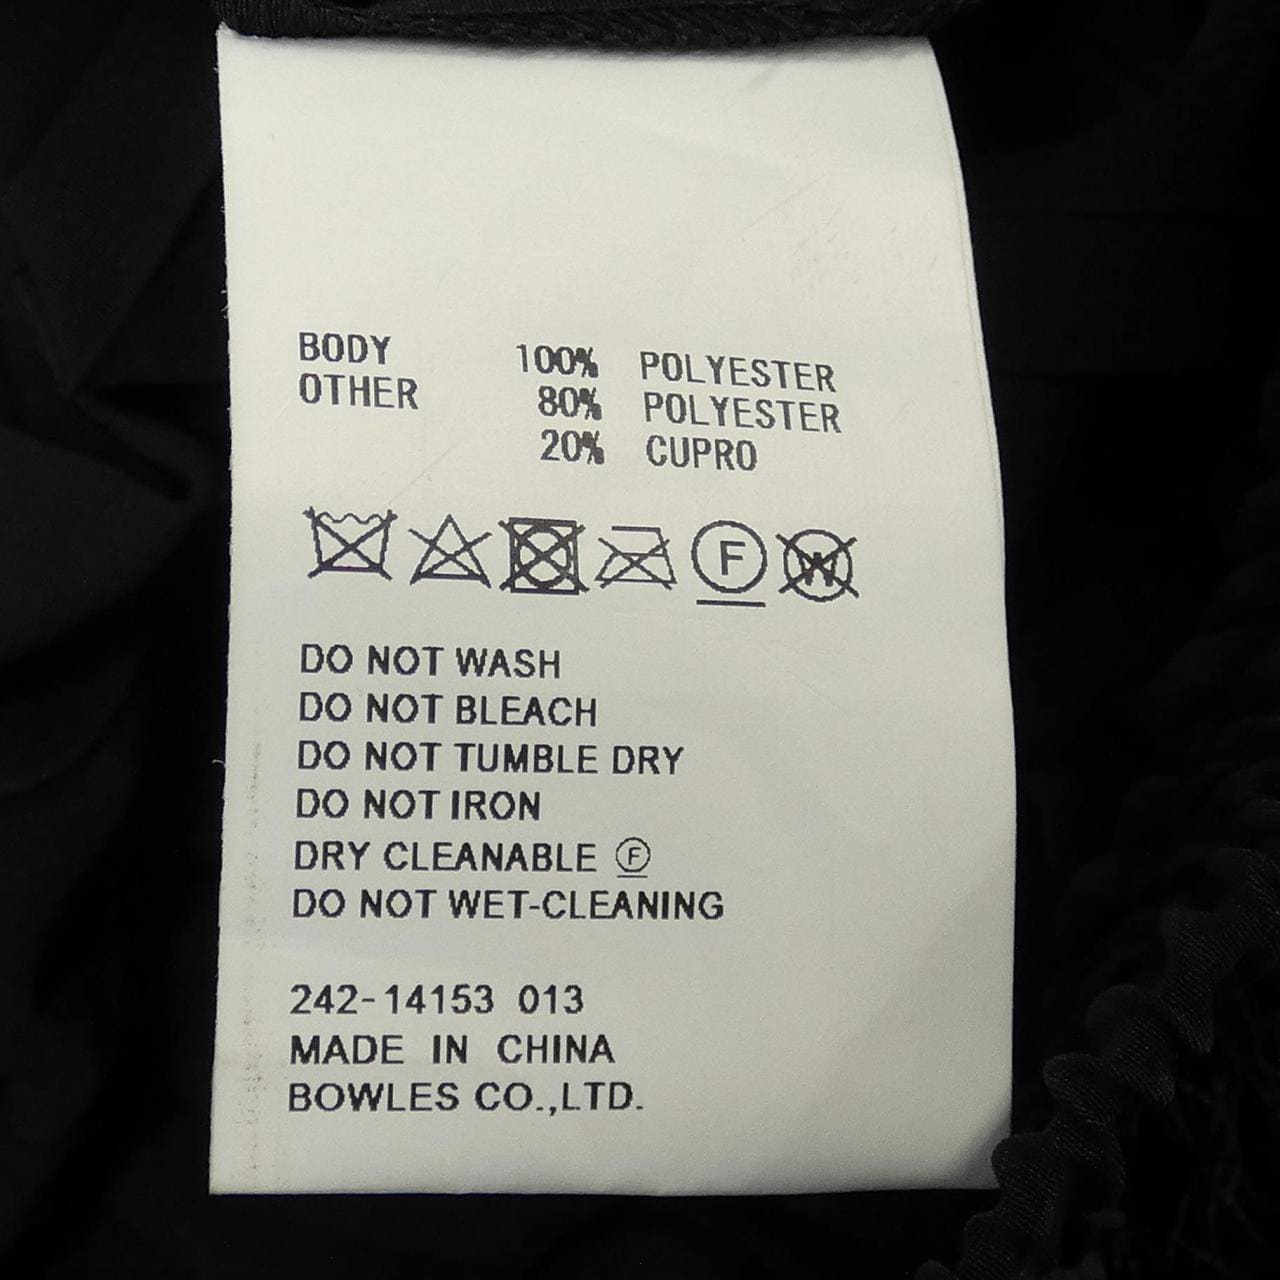 BODY 100% POLYESTER
OTHER 80% POLYESTER
20% CUPRO
F W
DO NOT WASH
DO NOT BLEACH
DO NOT TUMBLE DRY
DO NOT IRON
DRY CLEANABLE Ⓕ
DO NOT WET-CLEANING
242-14153 013
MADE IN CHINA
BOWLES CO.,LTD.